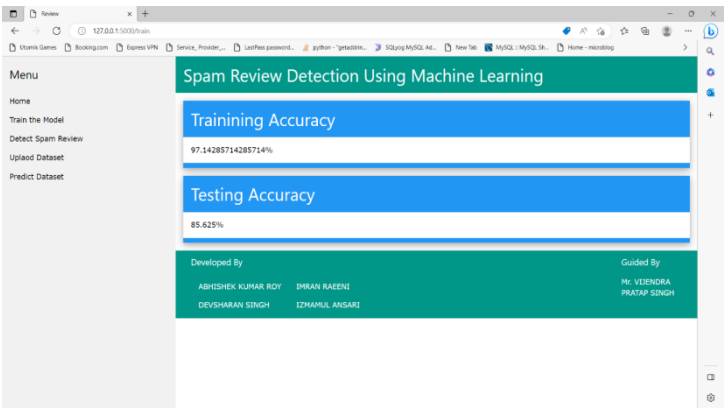 Review
127.0.0.1:5000/train
Utomik Games Booking.com Express VPN Service, Provider,... LastPass password... python - "getaddrin... SQLyog MySQL Ad... New Tab MySQL :: MySQL Sh... Home - microblog
Menu
Home
Train the Model
Detect Spam Review
Uplaod Dataset
Predict Dataset
Spam Review Detection Using Machine Learning
Trainining Accuracy
97.14285714285714%
Testing Accuracy
85.625%
Developed By Guided By
ABHISHEK KUMAR ROY IMRAN RAEENI Mr. VIJENDRA
PRATAP SINGH
DEVSHARAN SINGH IZMAMUL ANSARI